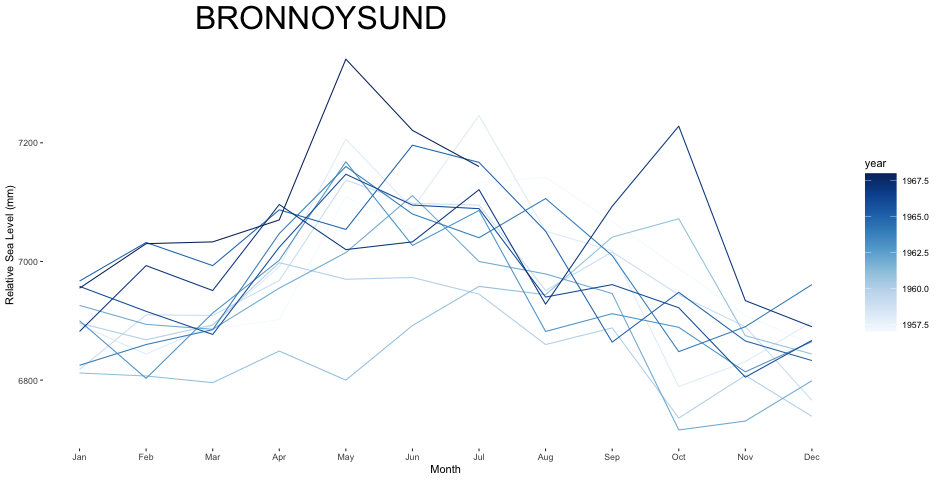 BRONNOYSUND
Relative Sea Level (mm)
7200
7000
6800
Jan Feb Mar Apr May Jun Jul Aug Sep Oct Nov Dec
Month
year
1967.5
1965.0
1962.5
1960.0
1957.5